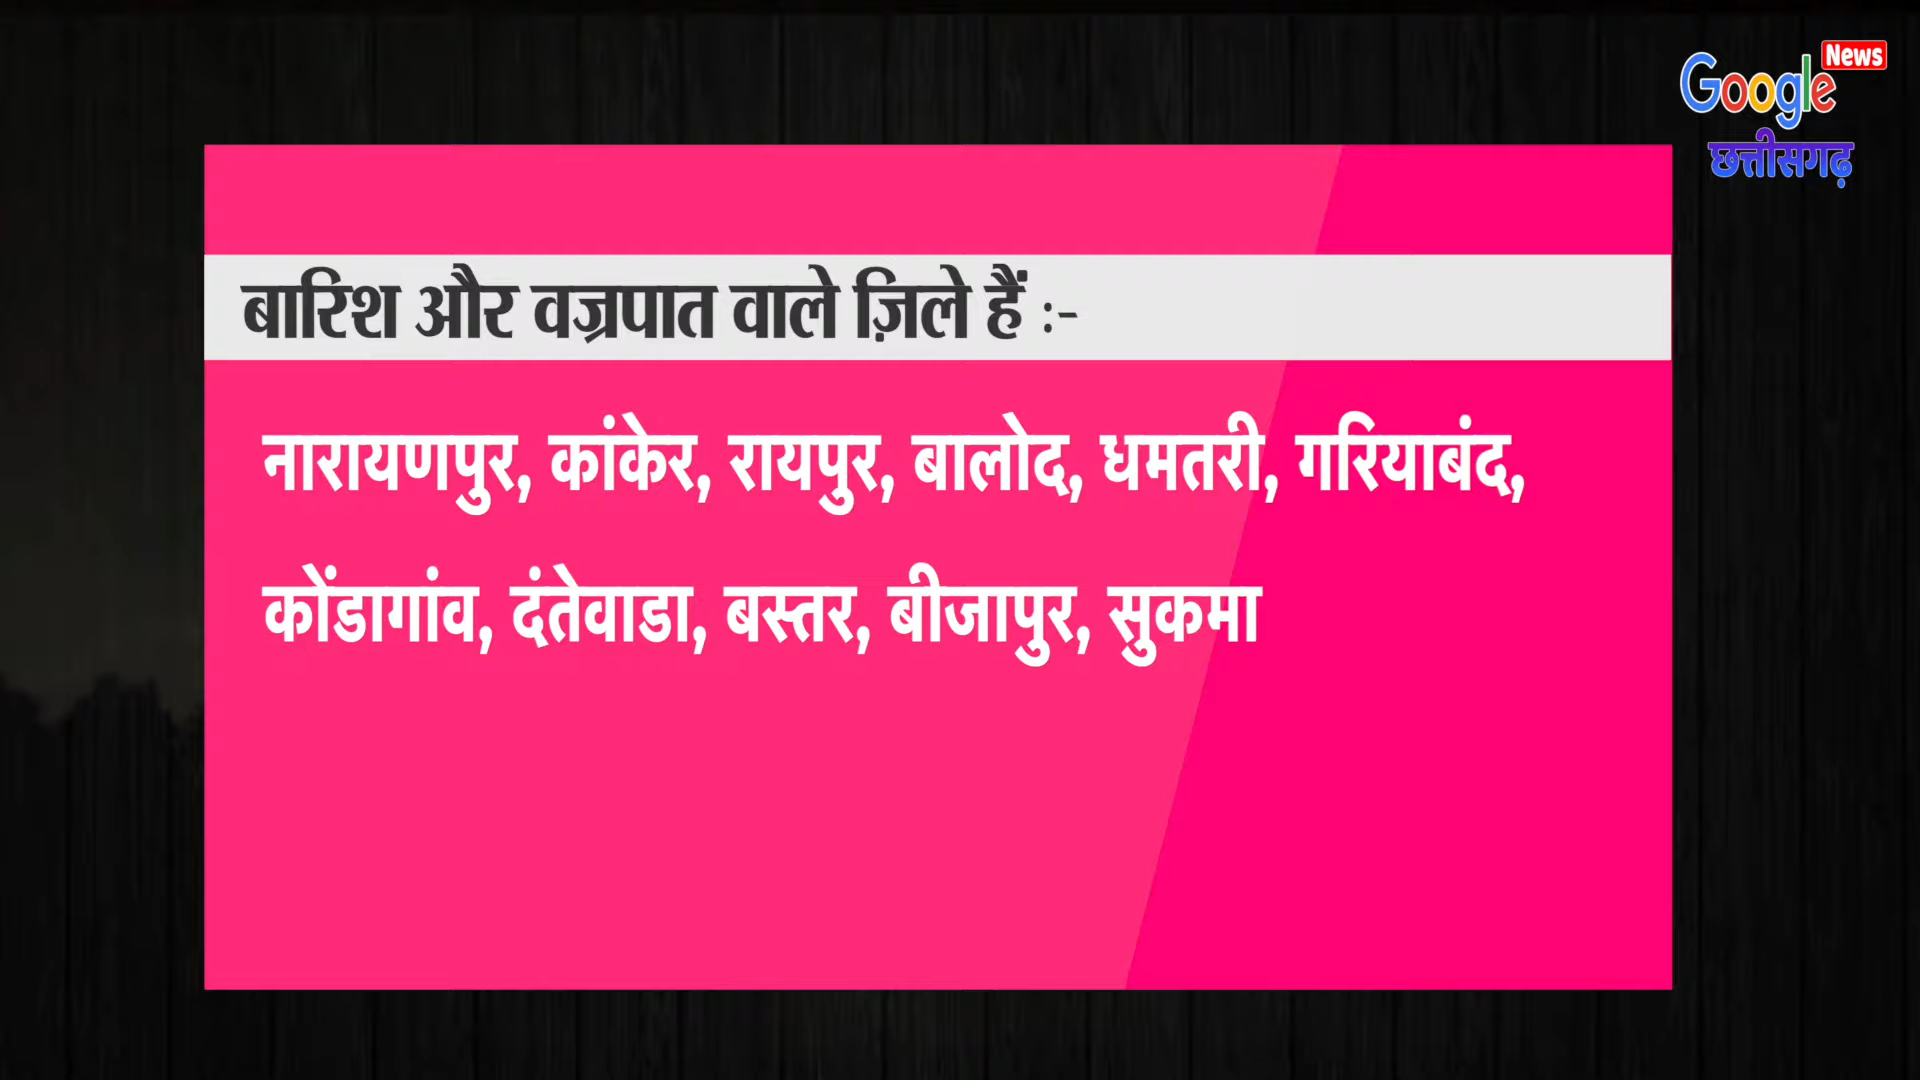 Google News
छत्तीसगढ़
बारिश और वज्रपात वाले ज़िले हैं :-
नारायणपुर, कांकेर, रायपुर, बालोद, धमतरी, गरियाबंद,
कोंडागांव, दंतेवाडा, बस्तर, बीजापुर, सुकमा